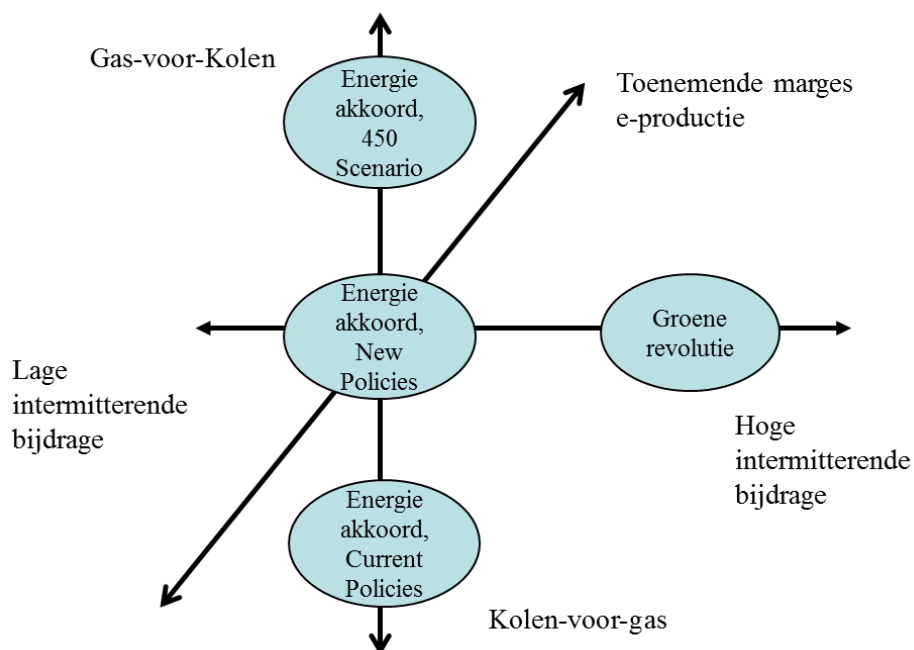 Gas-voor-Kolen
Energie
akkoord,
450
Scenario
Toenemende marges
e-productie
Energie
akkoord,
New
Policies
Groene
revolutie
Lage
intermitterende
bijdrage
Hoge
intermitterende
bijdrage
Energie
akkoord,
Current
Policies
Kolen-voor-gas